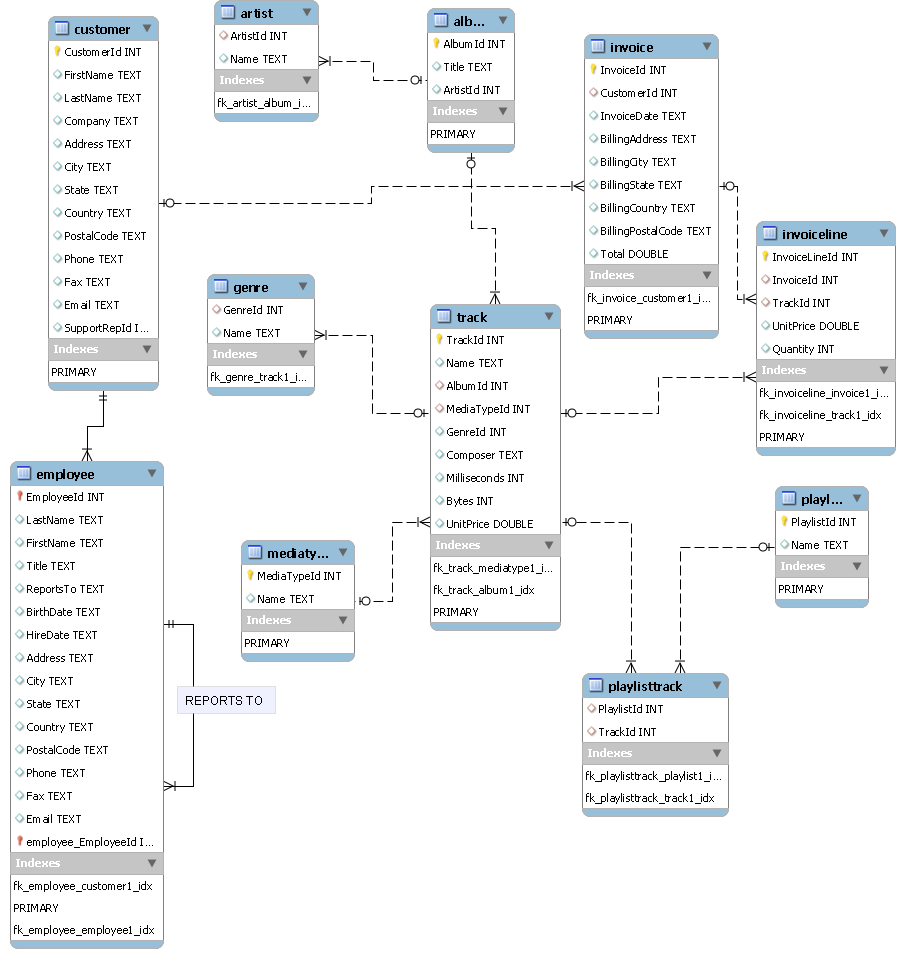 customer
CustomerId INT
FirstName TEXT
LastName TEXT
Company TEXT
Address TEXT
City TEXT
State TEXT
Country TEXT
PostalCode TEXT
Phone TEXT
Fax TEXT
Email TEXT
SupportRepId I...
Indexes
PRIMARY
artist
ArtistId INT
Name TEXT
Indexes
fk_artist_album_i...
alb...
AlbumId INT
Title TEXT
ArtistId INT
Indexes
PRIMARY
invoice
InvoiceId INT
CustomerId INT
InvoiceDate TEXT
BillingAddress TEXT
BillingCity TEXT
BillingState TEXT
BillingCountry TEXT
BillingPostalCode TEXT
Total DOUBLE
Indexes
fk_invoice_customer1_i...
PRIMARY
invoiceline
InvoiceLineId INT
InvoiceId INT
TrackId INT
UnitPrice DOUBLE
Quantity INT
Indexes
fk_invoiceline_invoice1_i...
fk_invoiceline_track1_idx
PRIMARY
genre
GenreId INT
Name TEXT
Indexes
fk_genre_track1_i...
track
TrackId INT
Name TEXT
AlbumId INT
MediaTypeId INT
GenreId INT
Composer TEXT
Milliseconds INT
Bytes INT
UnitPrice DOUBLE
Indexes
fk_track_mediatype1_i...
fk_track_album1_idx
PRIMARY
employee
EmployeeId INT
LastName TEXT
FirstName TEXT
Title TEXT
ReportsTo TEXT
BirthDate TEXT
HireDate TEXT
Address TEXT
City TEXT
State TEXT
Country TEXT
PostalCode TEXT
Phone TEXT
Fax TEXT
Email TEXT
employee_EmployeeId I...
Indexes
fk_employee_customer1_idx
PRIMARY
fk_employee_employee1_idx
REPORTS TO
mediaty...
MediaTypeId INT
Name TEXT
Indexes
PRIMARY
playl...
PlaylistId INT
Name TEXT
Indexes
PRIMARY
playlisttrack
PlaylistId INT
TrackId INT
Indexes
fk_playlisttrack_playlist1_i...
fk_playlisttrack_track1_idx